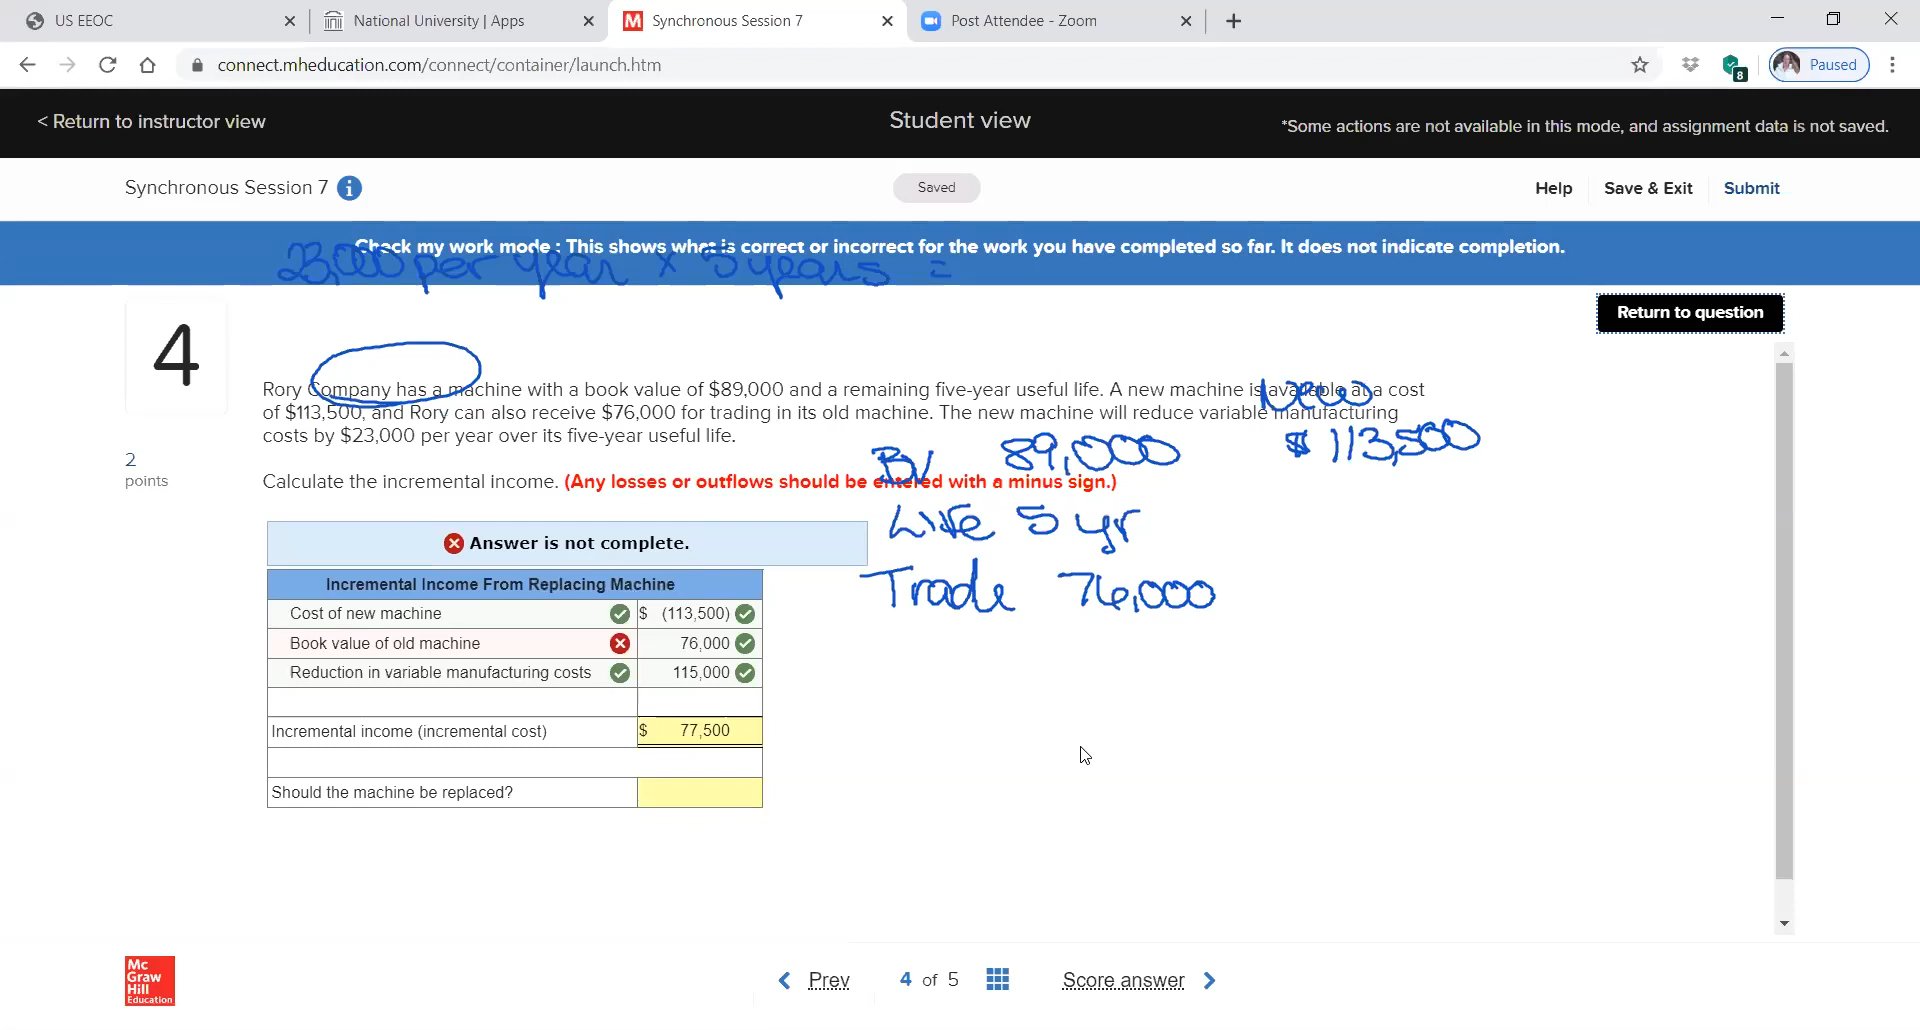 US EEOC
National University | Apps
Synchronous Session 7
Post Attendee - Zoom
connect.mheducation.com/connect/container/launch.htm
8
Paused
< Return to instructor view
Student view
*Some actions are not available in this mode, and assignment data is not saved.
Synchronous Session 7
Saved
Help
Save & Exit
Submit
Check my work mode : This shows what is correct or incorrect for the work you have completed so far. It does not indicate completion.
23,000 per year x 5 years =
4
Return to question
Rory Company has a machine with a book value of $89,000 and a remaining five-year useful life. A new machine is available at a cost
of $113,500, and Rory can also receive $76,000 for trading in its old machine. The new machine will reduce variable manufacturing
costs by $23,000 per year over its five-year useful life.
New
$ 113,500
BV 89,000
2
points
Calculate the incremental income. (Any losses or outflows should be entered with a minus sign.)
Life 5 yr
Trade 76,000
Answer is not complete.
Incremental Income From Replacing Machine
Cost of new machine $ (113,500)
Book value of old machine 76,000
Reduction in variable manufacturing costs 115,000
Incremental income (incremental cost) $ 77,500
Should the machine be replaced?
Mc
Graw
Hill
Education
Prev
4 of 5
Score answer